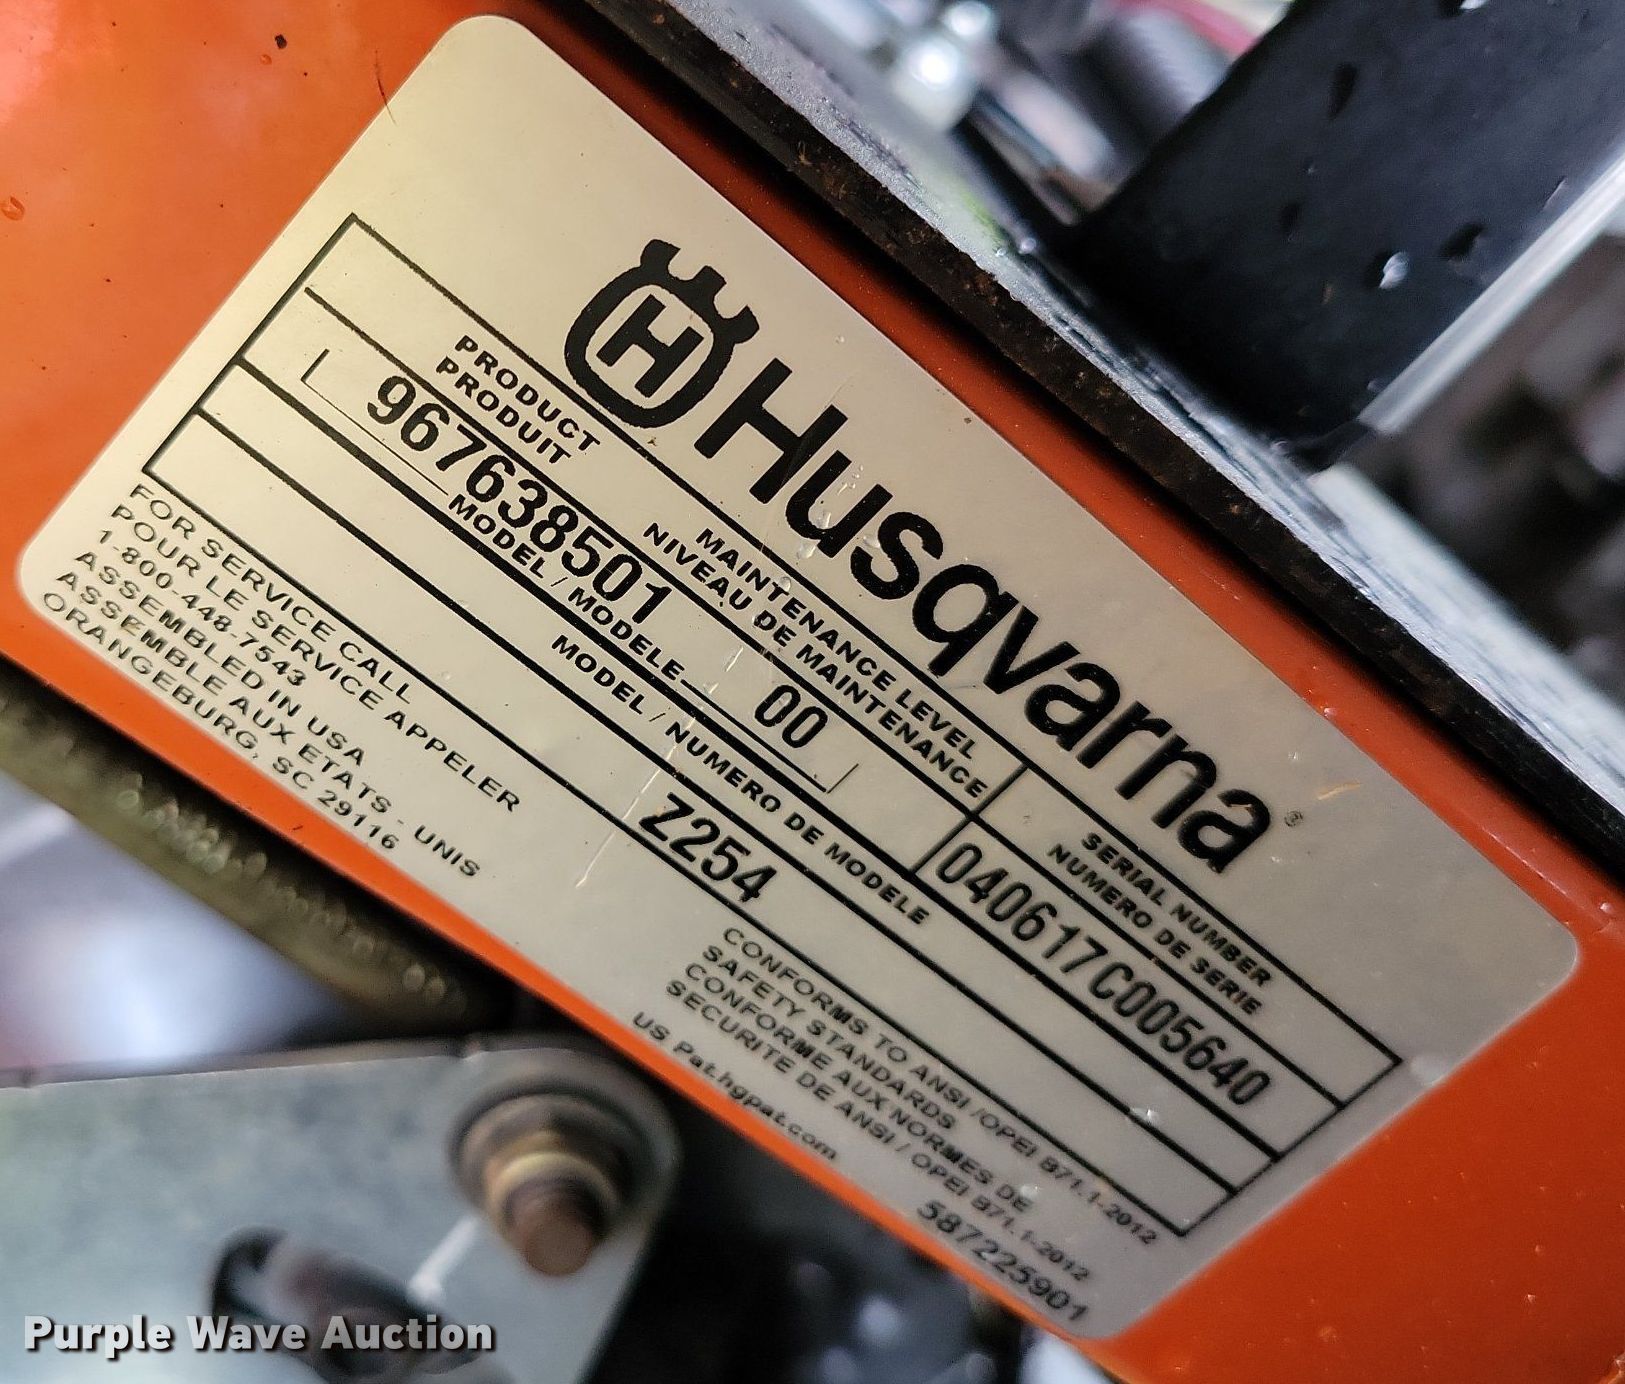 H Husqvarna
PRODUCT
PRODUIT
MAINTENANCE LEVEL
NIVEAU DE MAINTENANCE
SERIAL NUMBER
NUMERO DE SERIE
967638501
00
040617C005640
MODEL / MODELE
MODEL / NUMERO DE MODELE
Z254
FOR SERVICE CALL
POUR LE SERVICE APPELER
1-800-448-7543
ASSEMBLED IN USA
ASSEMBLE AUX ETATS - UNIS
ORANGEBURG, SC 29116
CONFORMS TO ANSI /OPEI B71.1-2012
SAFETY STANDARDS
CONFORME AUX NORMES DE
SECURITE DE ANSI / OPEI B71.1-2012
US Pat.hgpat.com
587225901
Purple Wave Auction